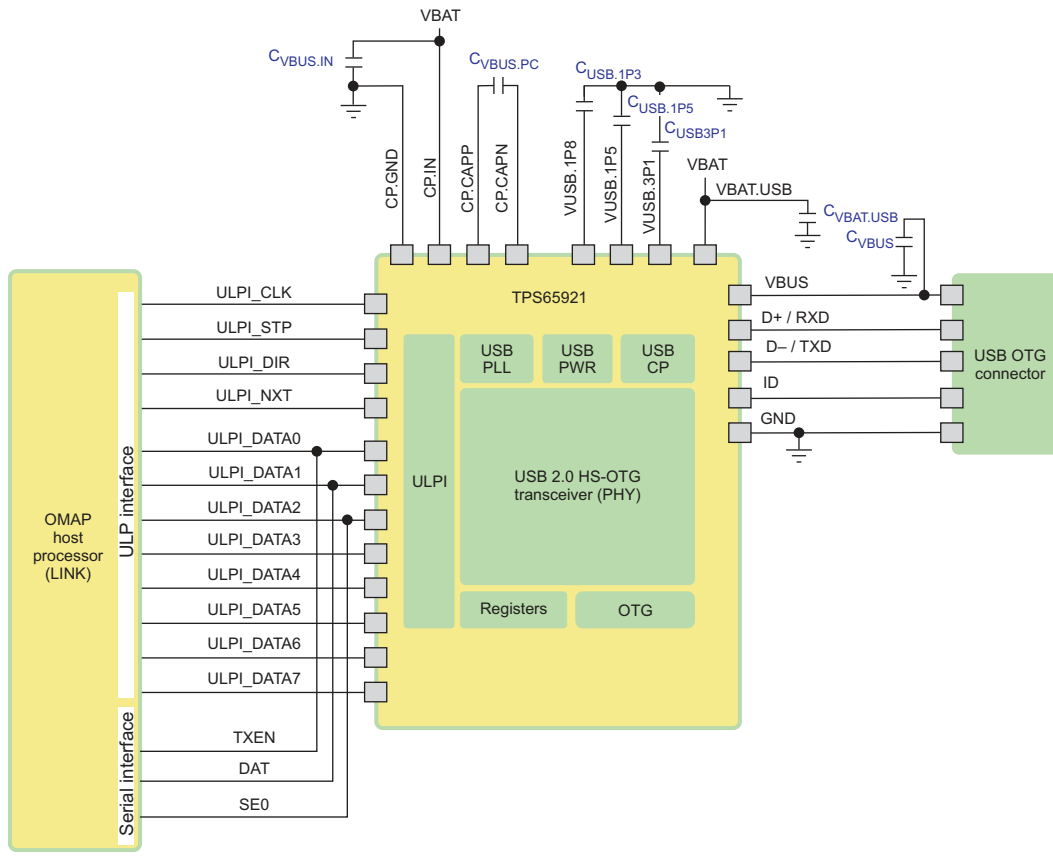 VBAT
CVBUS.IN
CVBUS.PC
CUSB.1P3
CUSB.1P5
CUSB3P1
CP.GND
CP.IN
CP.CAPP
CP.CAPN
VUSB.1P8
VUSB.1P5
VUSB.3P1
VBAT
VBAT.USB
CVBAT.USB
CVBUS
OMAP
host
processor
(LINK)
ULP interface
Serial interface
ULPI_CLK
ULPI_STP
ULPI_DIR
ULPI_NXT
ULPI_DATA0
ULPI_DATA1
ULPI_DATA2
ULPI_DATA3
ULPI_DATA4
ULPI_DATA5
ULPI_DATA6
ULPI_DATA7
TXEN
DAT
SE0
TPS65921
ULPI
USB
PLL
USB
PWR
USB
CP
USB 2.0 HS-OTG
transceiver (PHY)
Registers
OTG
VBUS
D+ / RXD
D– / TXD
ID
GND
USB OTG
connector